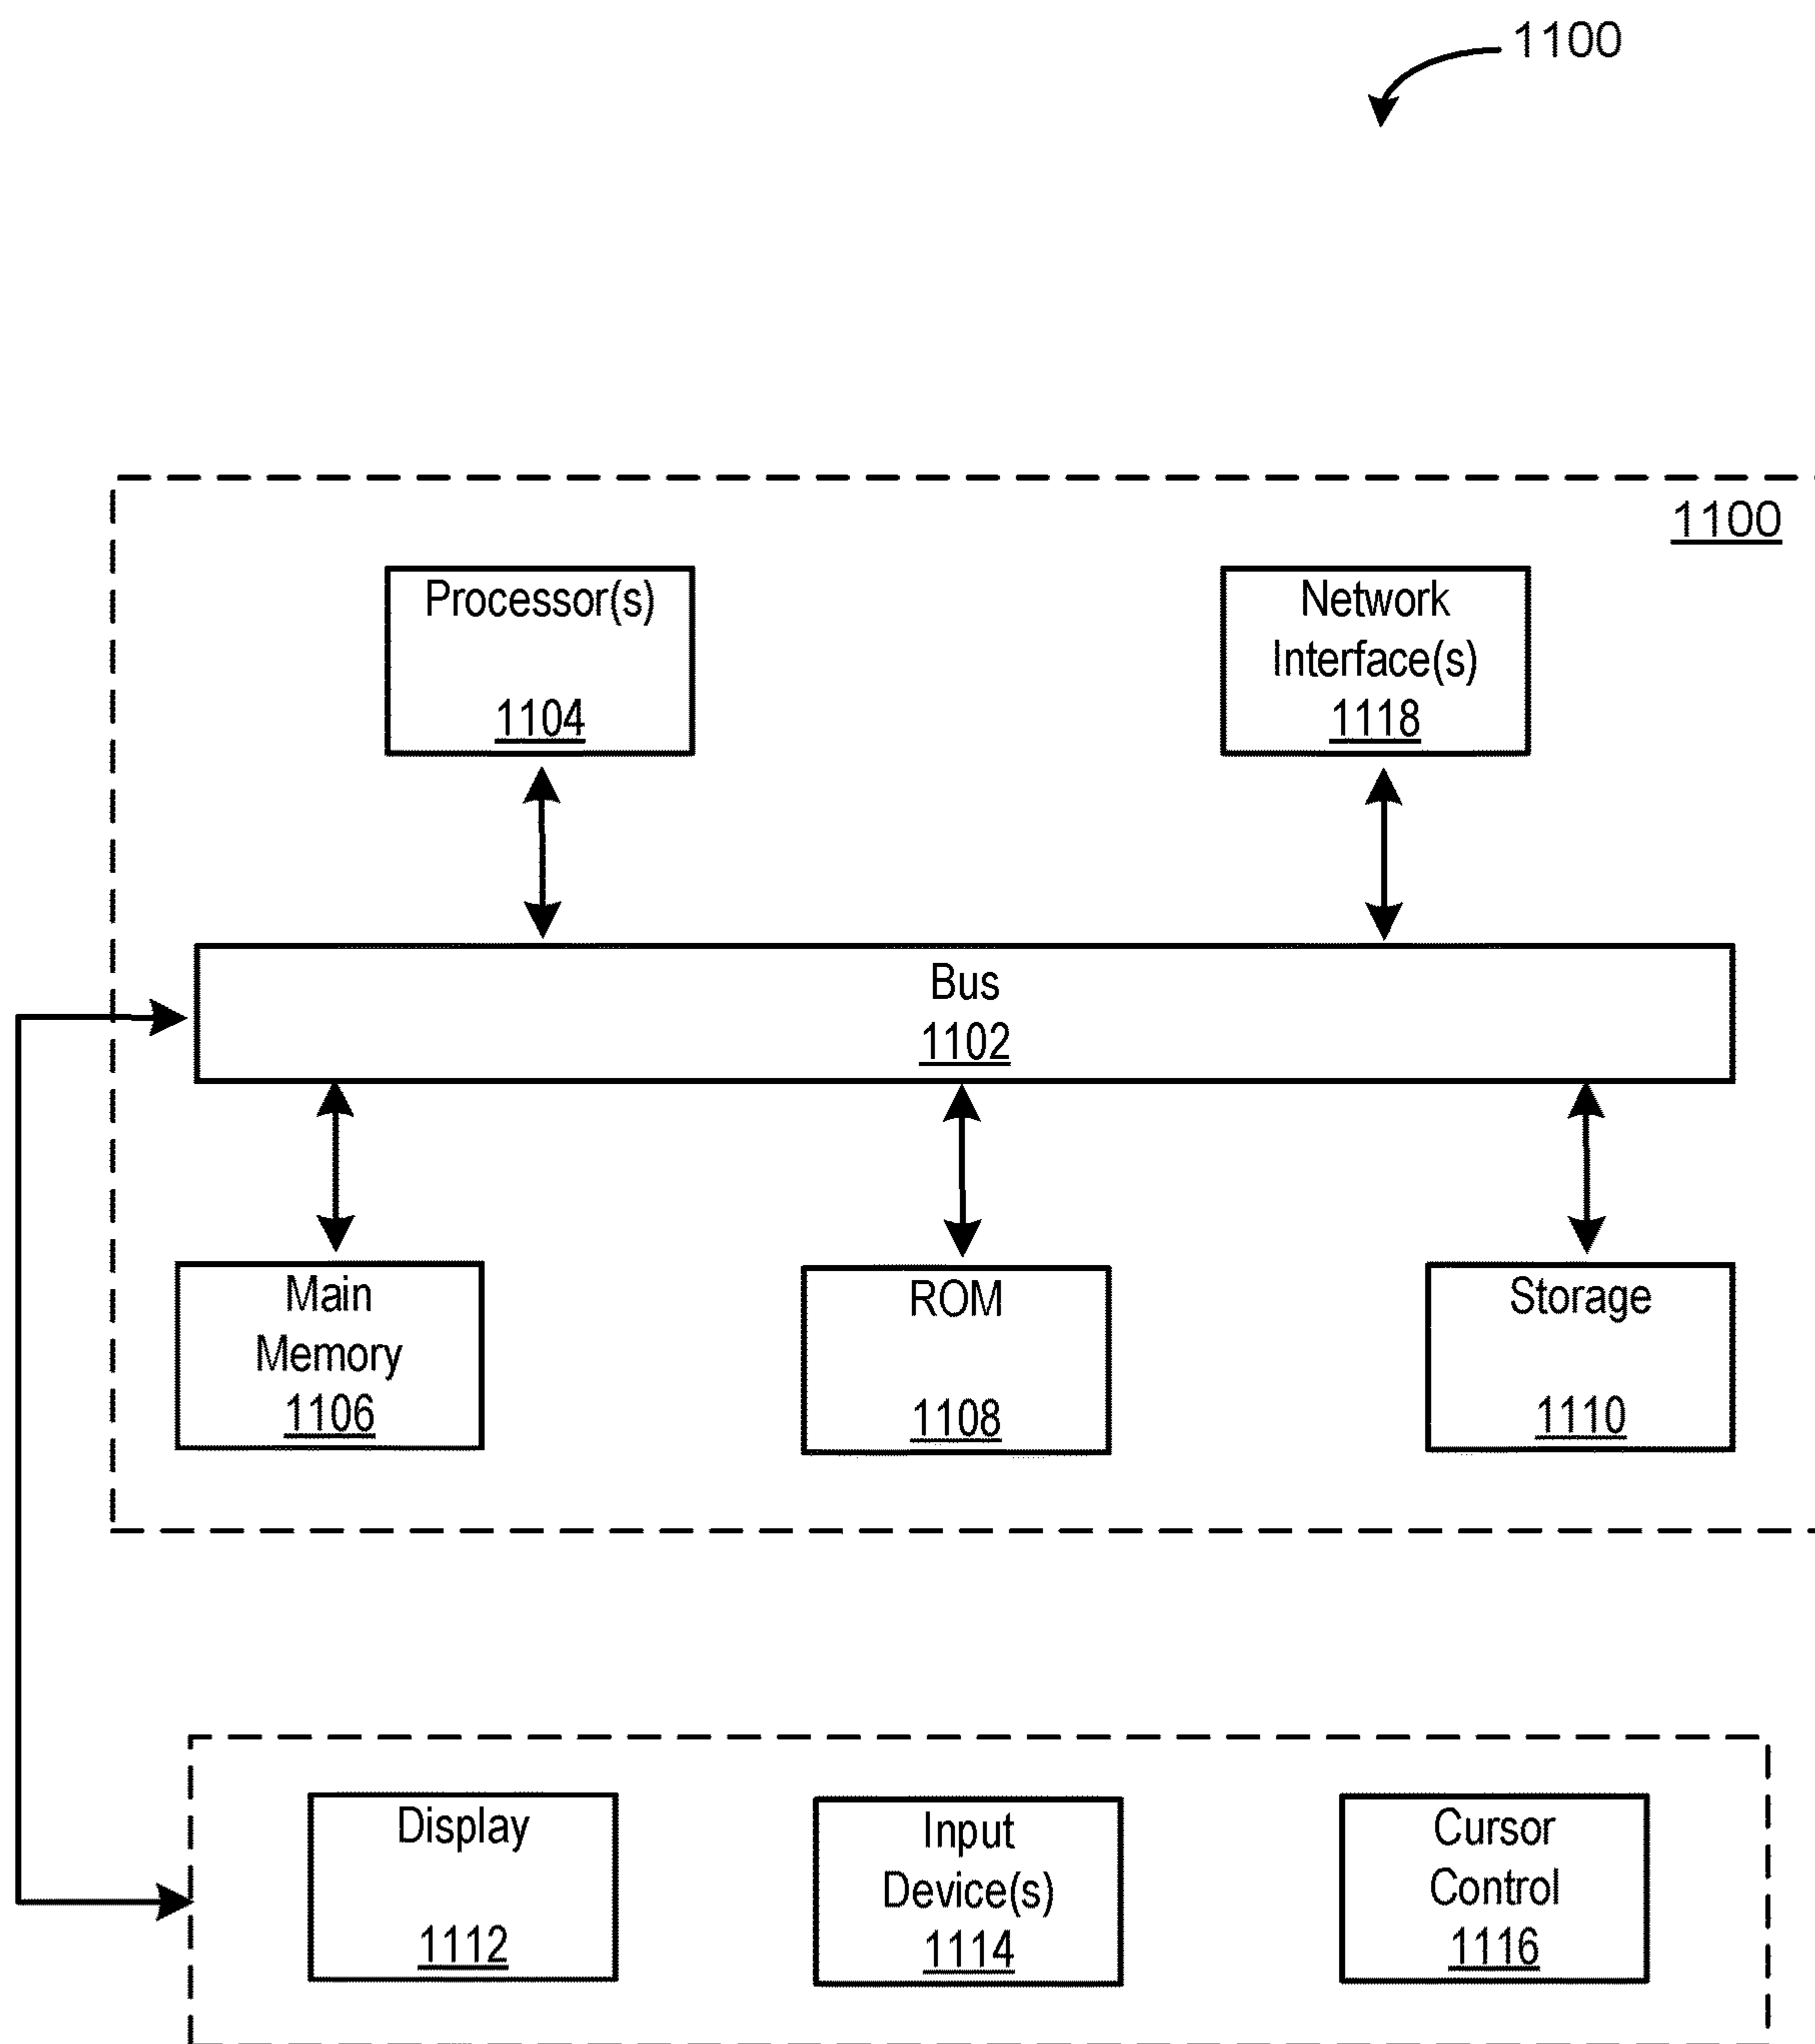 1100
1100
Processor(s)
1104
Network
Interface(s)
1118
Bus
1102
Main
Memory
1106
ROM
1108
Storage
1110
Display
1112
Input
Device(s)
1114
Cursor
Control
1116